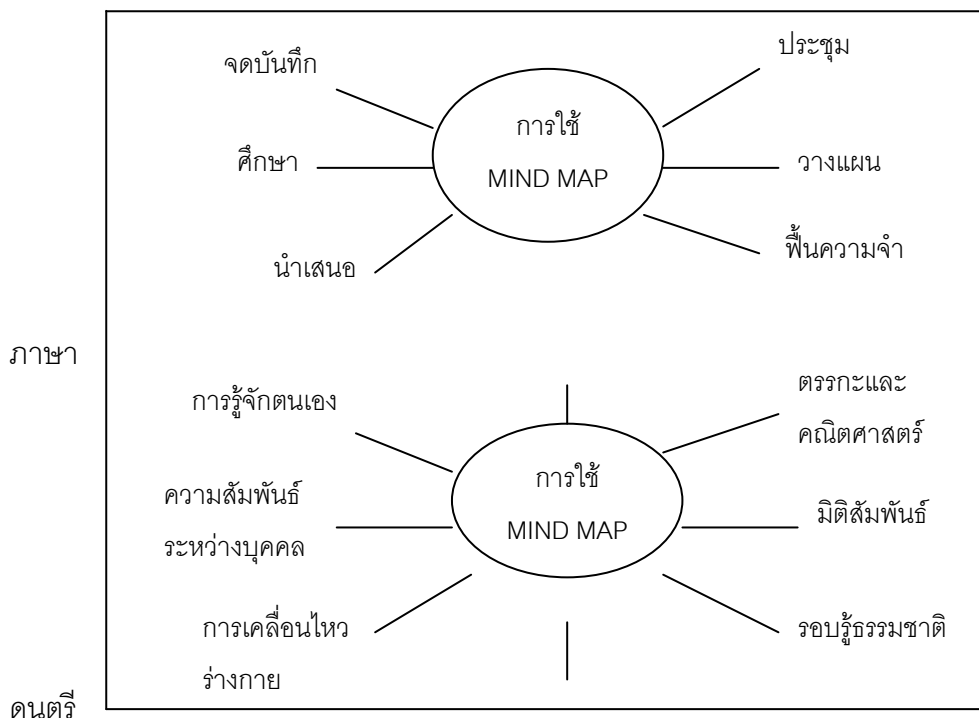 จดบันทึก
ประชุม
การใช้
MIND MAP
ศึกษา
วางแผน
นำเสนอ
ฟื้นความจำ
ภาษา
การรู้จักตนเอง
ตรรกะและ
คณิตศาสตร์
การใช้
MIND MAP
ความสัมพันธ์
ระหว่างบุคคล
มิติสัมพันธ์
การเคลื่อนไหว
ร่างกาย
รอบรู้ธรรมชาติ
ดนตรี